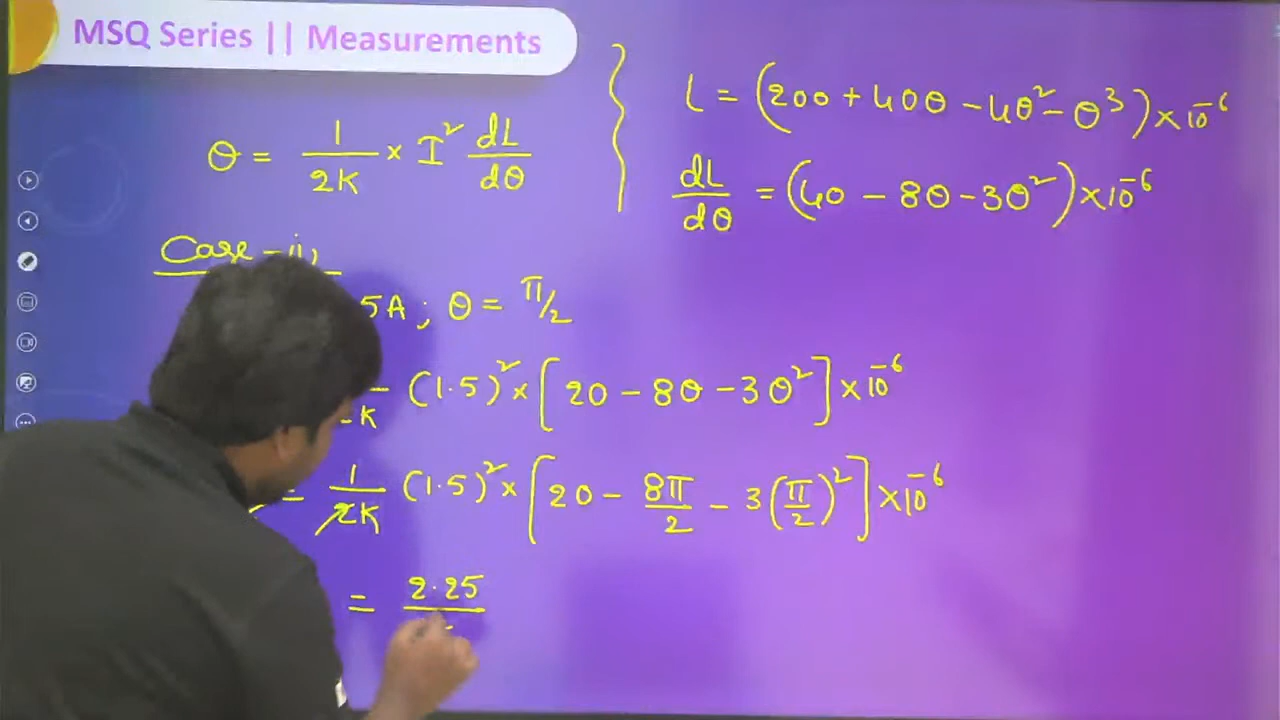 MSQ Series || Measurements
θ = 1/2K × I² dL/dθ
L = (200 + 40θ - 4θ² - θ³) × 10⁻⁶
dL/dθ = (40 - 8θ - 3θ²) × 10⁻⁶
Case - (i)
5A ; θ = π/2
K (1.5)² × [20 - 8θ - 3θ²] × 10⁻⁶
= 1/2K (1.5)² × [20 - 8π/2 - 3(π/2)²] × 10⁻⁶
= 2.25